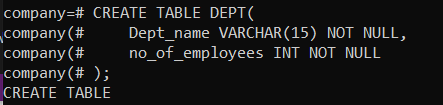 company=# CREATE TABLE DEPT(
company(#     Dept_name VARCHAR(15) NOT NULL,
company(#     no_of_employees INT NOT NULL
company(# );
CREATE TABLE